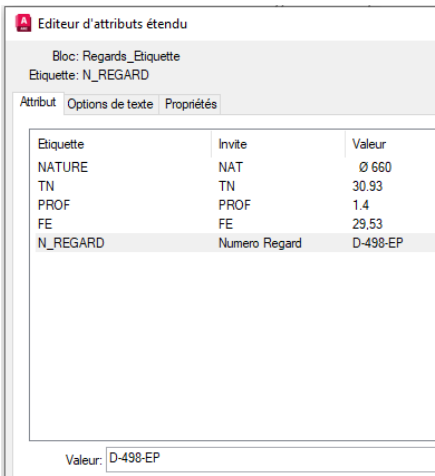 Editeur d'attributs étendu
Bloc: Regards_Etiquette
Etiquette: N_REGARD
Attribut Options de texte Propriétés
Etiquette Invite Valeur
NATURE NAT Ø 660
TN TN 30.93
PROF PROF 1.4
FE FE 29,53
N_REGARD Numero Regard D-498-EP
Valeur: D-498-EP